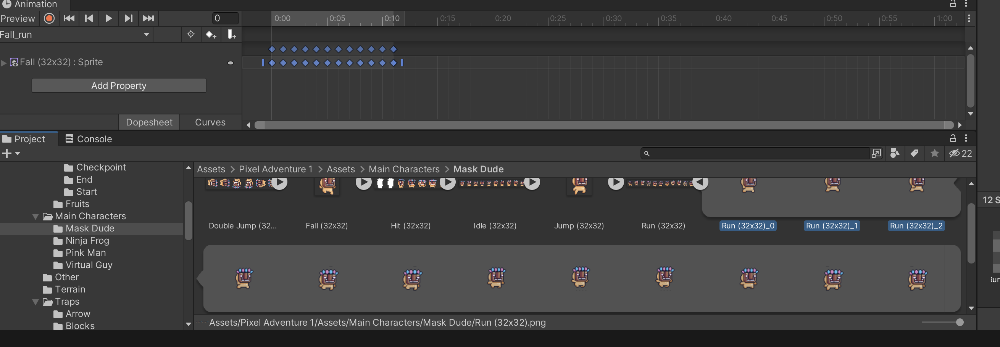 Animation
Preview 0 0:00 0:05 0:10 0:15 0:20 0:25 0:30 0:35 0:40 0:45 0:50 0:55 1:00
Fall_run
Fall (32x32) : Sprite
Add Property
Dopesheet Curves
Project Console
22
Checkpoint
End
Start
Fruits
Main Characters
Mask Dude
Ninja Frog
Pink Man
Virtual Guy
Other
Terrain
Traps
Arrow
Blocks
Assets > Pixel Adventure 1 > Assets > Main Characters > Mask Dude
Double Jump (32... Fall (32x32) Hit (32x32) Idle (32x32) Jump (32x32) Run (32x32) Run (32x32)_0 Run (32x32)_1 Run (32x32)_2
Assets/Pixel Adventure 1/Assets/Main Characters/Mask Dude/Run (32x32).png
12 S